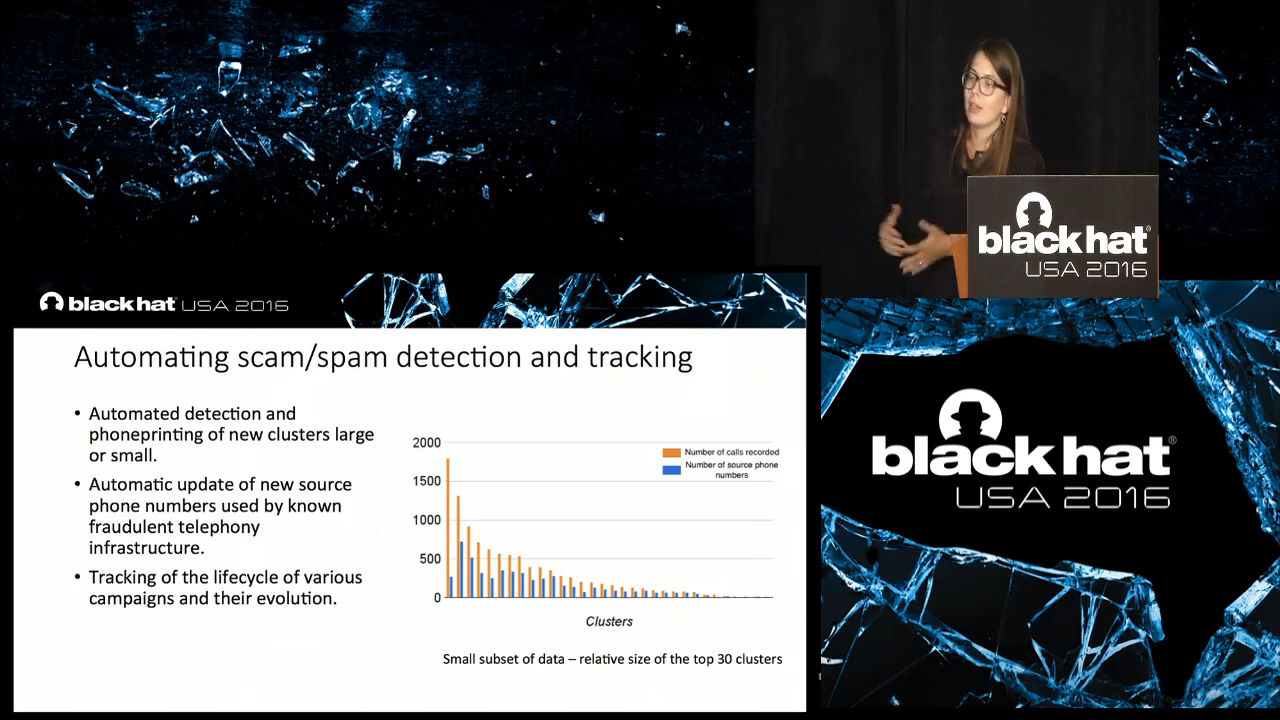 black hat®
USA 2016
black hat® USA 2016
Automating scam/spam detection and tracking
• Automated detection and
phoneprinting of new clusters large
or small.
• Automatic update of new source
phone numbers used by known
fraudulent telephony
infrastructure.
• Tracking of the lifecycle of various
campaigns and their evolution.
2000
1500
1000
500
0
Number of calls recorded
Number of source phone
numbers
Clusters
Small subset of data – relative size of the top 30 clusters
black hat®
USA 2016